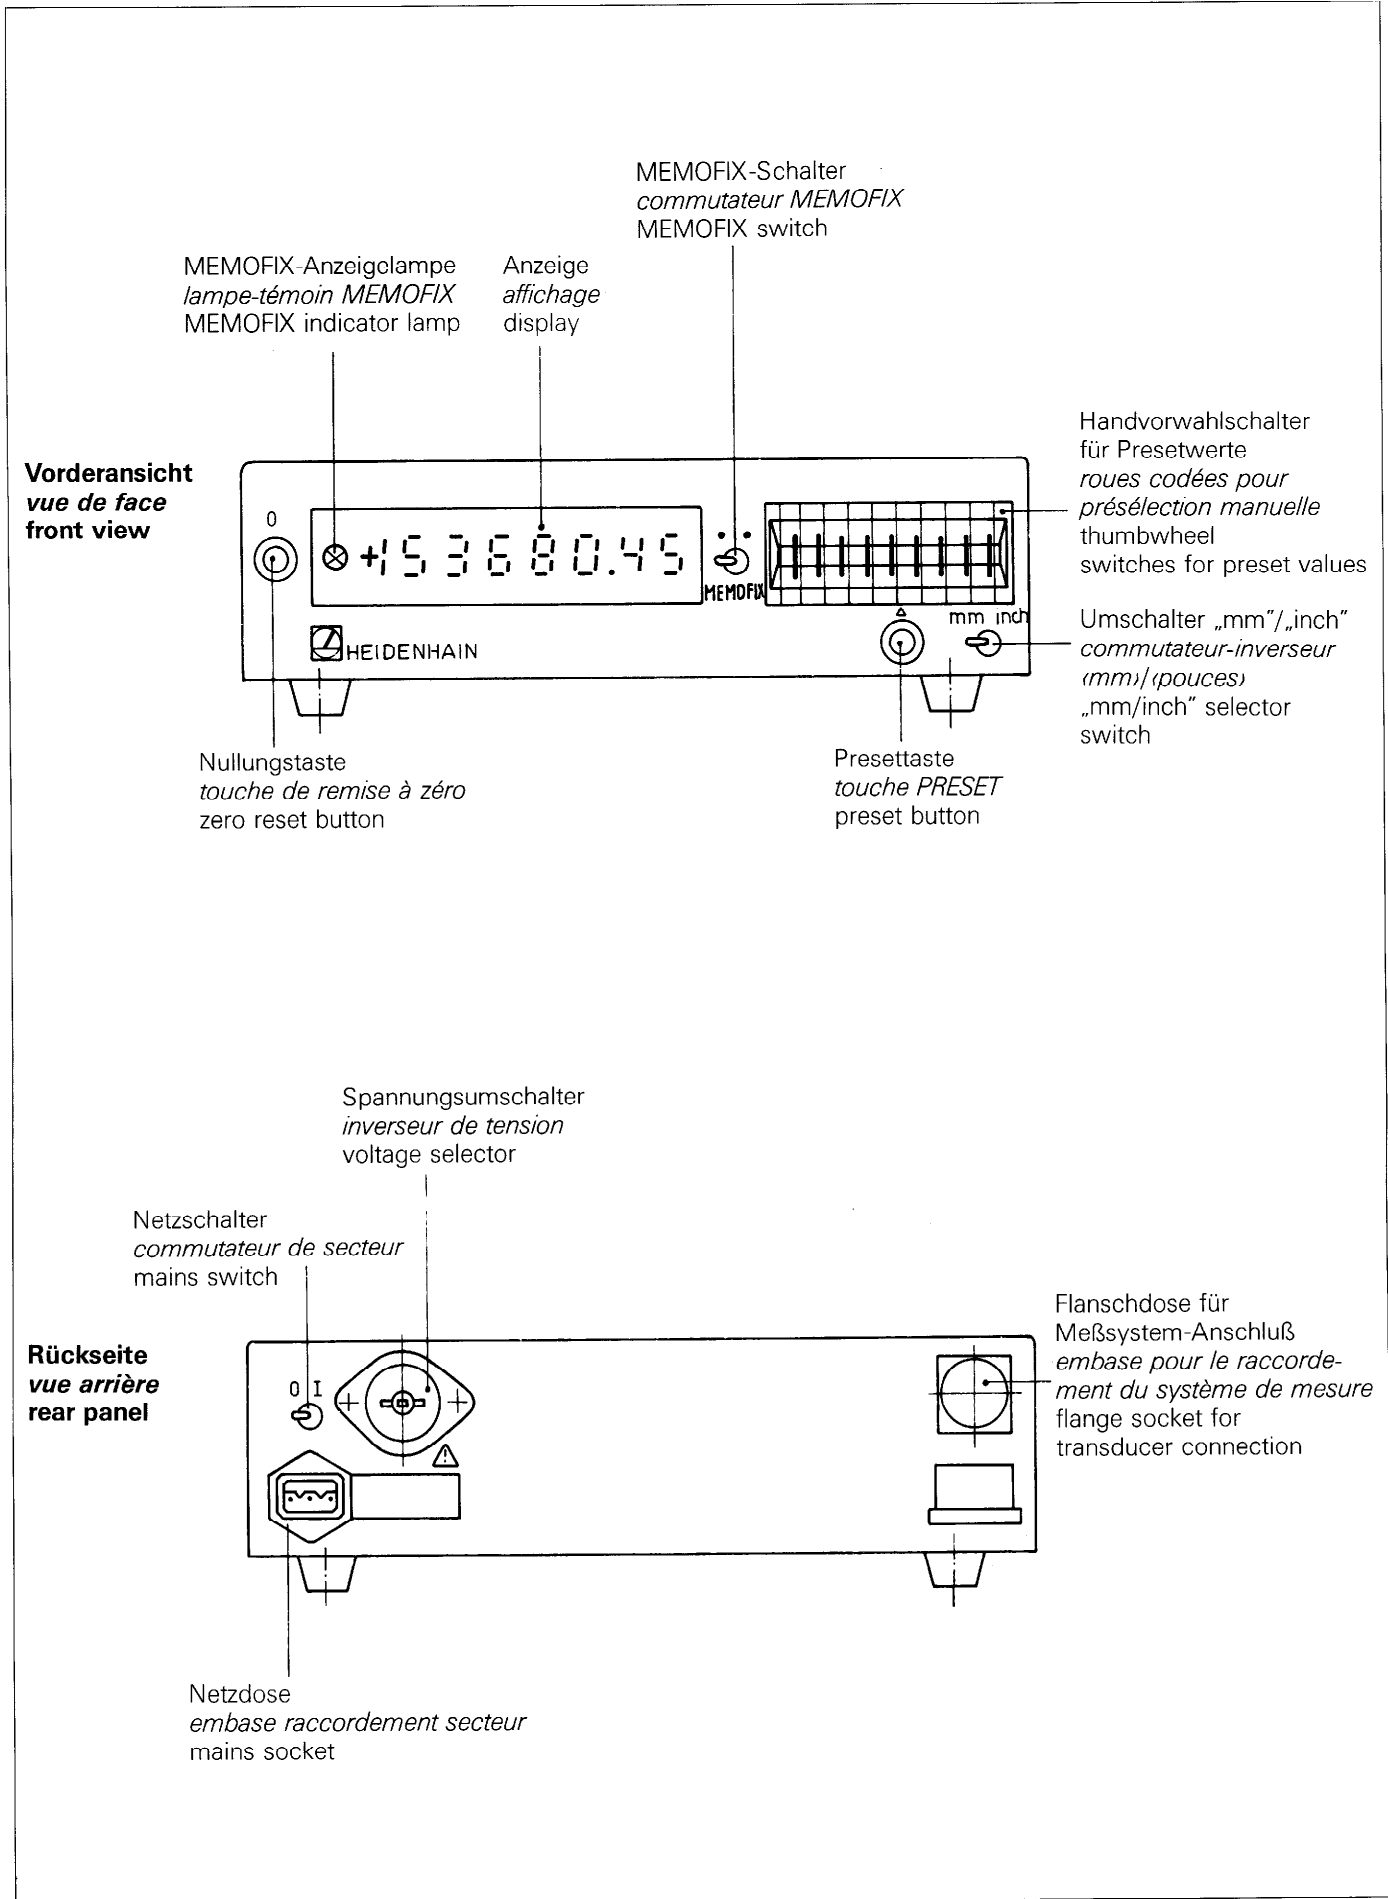 MEMOFIX-Schalter
commutateur MEMOFIX
MEMOFIX switch
MEMOFIX-Anzeigelampe
lampe-témoin MEMOFIX
MEMOFIX indicator lamp
Anzeige
affichage
display
Handvorwahlschalter
für Presetwerte
roues codées pour
présélection manuelle
thumbwheel
switches for preset values
Vorderansicht
vue de face
front view
0
+153680.45
MEMOFIX
mm inch
HEIDENHAIN
Umschalter „mm"/„inch"
commutateur-inverseur
‹mm›/‹pouces›
„mm/inch" selector
switch
Nullungstaste
touche de remise à zéro
zero reset button
Presettaste
touche PRESET
preset button
Spannungsumschalter
inverseur de tension
voltage selector
Netzschalter
commutateur de secteur
mains switch
Rückseite
vue arrière
rear panel
0 I
Flanschdose für
Meßsystem-Anschluß
embase pour le raccorde-
ment du système de mesure
flange socket for
transducer connection
Netzdose
embase raccordement secteur
mains socket